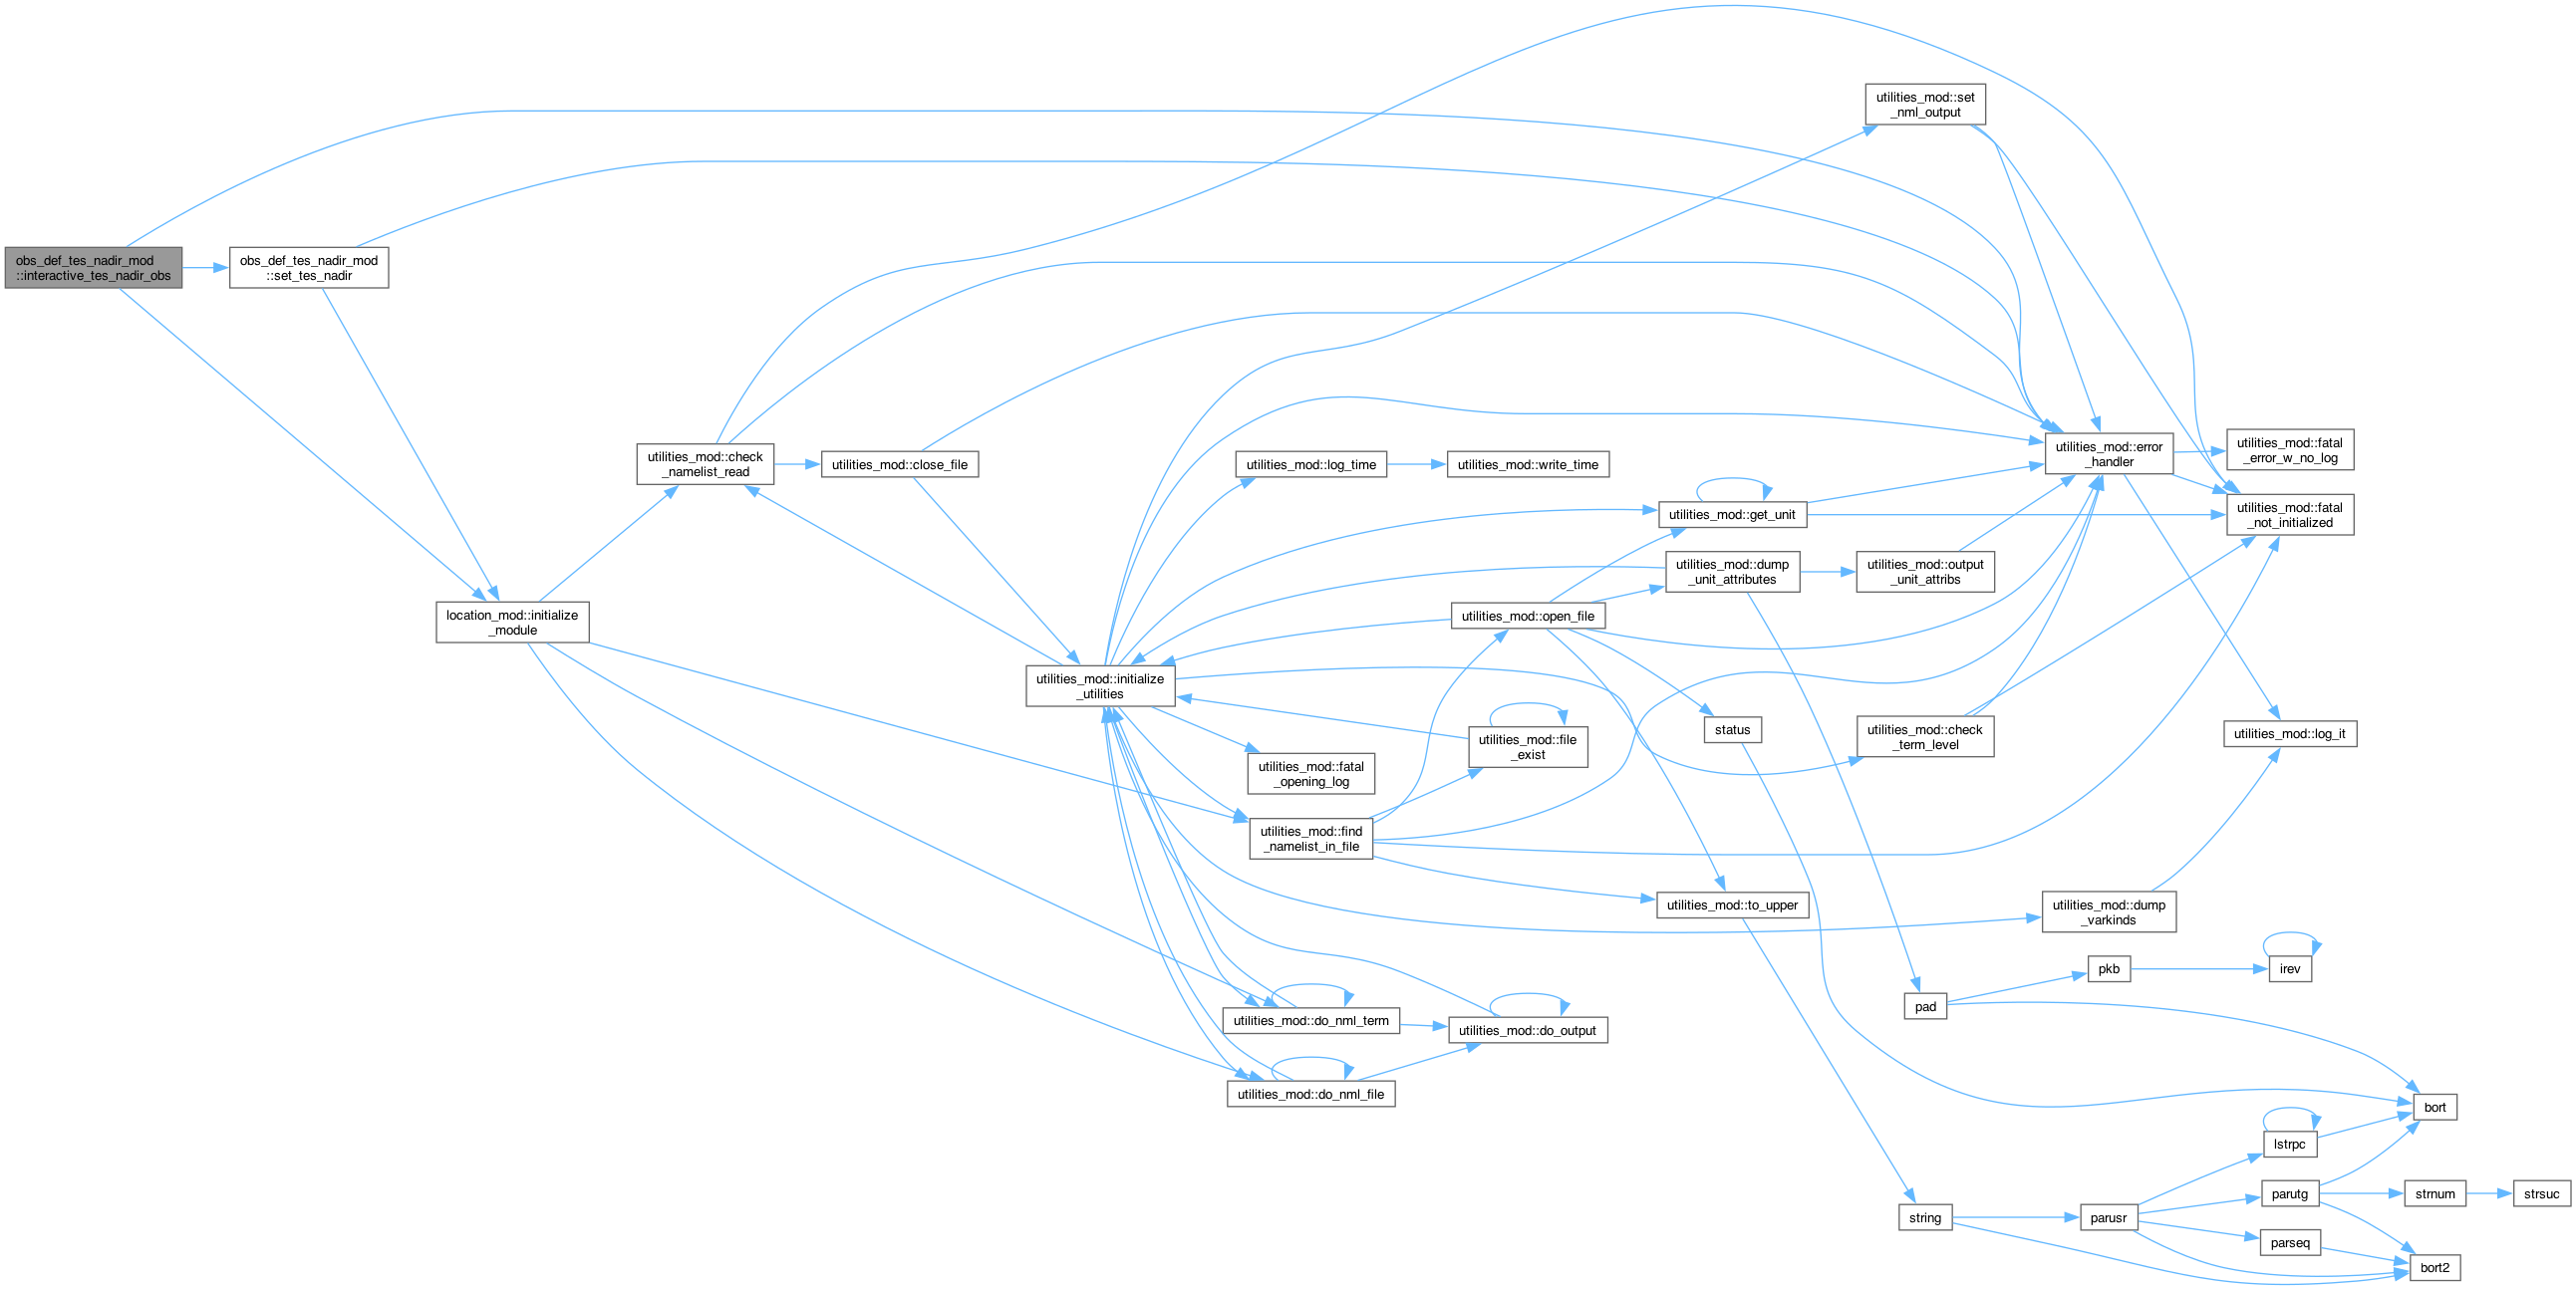 obs_def_tes_nadir_mod
::interactive_tes_nadir_obs
obs_def_tes_nadir_mod
::set_tes_nadir
location_mod::initialize
_module
utilities_mod::check
_namelist_read
utilities_mod::close_file
utilities_mod::initialize
_utilities
utilities_mod::log_time
utilities_mod::write_time
utilities_mod::fatal
_opening_log
utilities_mod::find
_namelist_in_file
utilities_mod::do_nml_term
utilities_mod::do_nml_file
utilities_mod::open_file
utilities_mod::file
_exist
utilities_mod::do_output
utilities_mod::set
_nml_output
utilities_mod::get_unit
utilities_mod::dump
_unit_attributes
utilities_mod::output
_unit_attribs
status
utilities_mod::check
_term_level
utilities_mod::to_upper
utilities_mod::error
_handler
utilities_mod::fatal
_error_w_no_log
utilities_mod::fatal
_not_initialized
utilities_mod::log_it
utilities_mod::dump
_varkinds
pad
pkb
irev
bort
string
parusr
lstrpc
parutg
parseq
strnum
strsuc
bort2